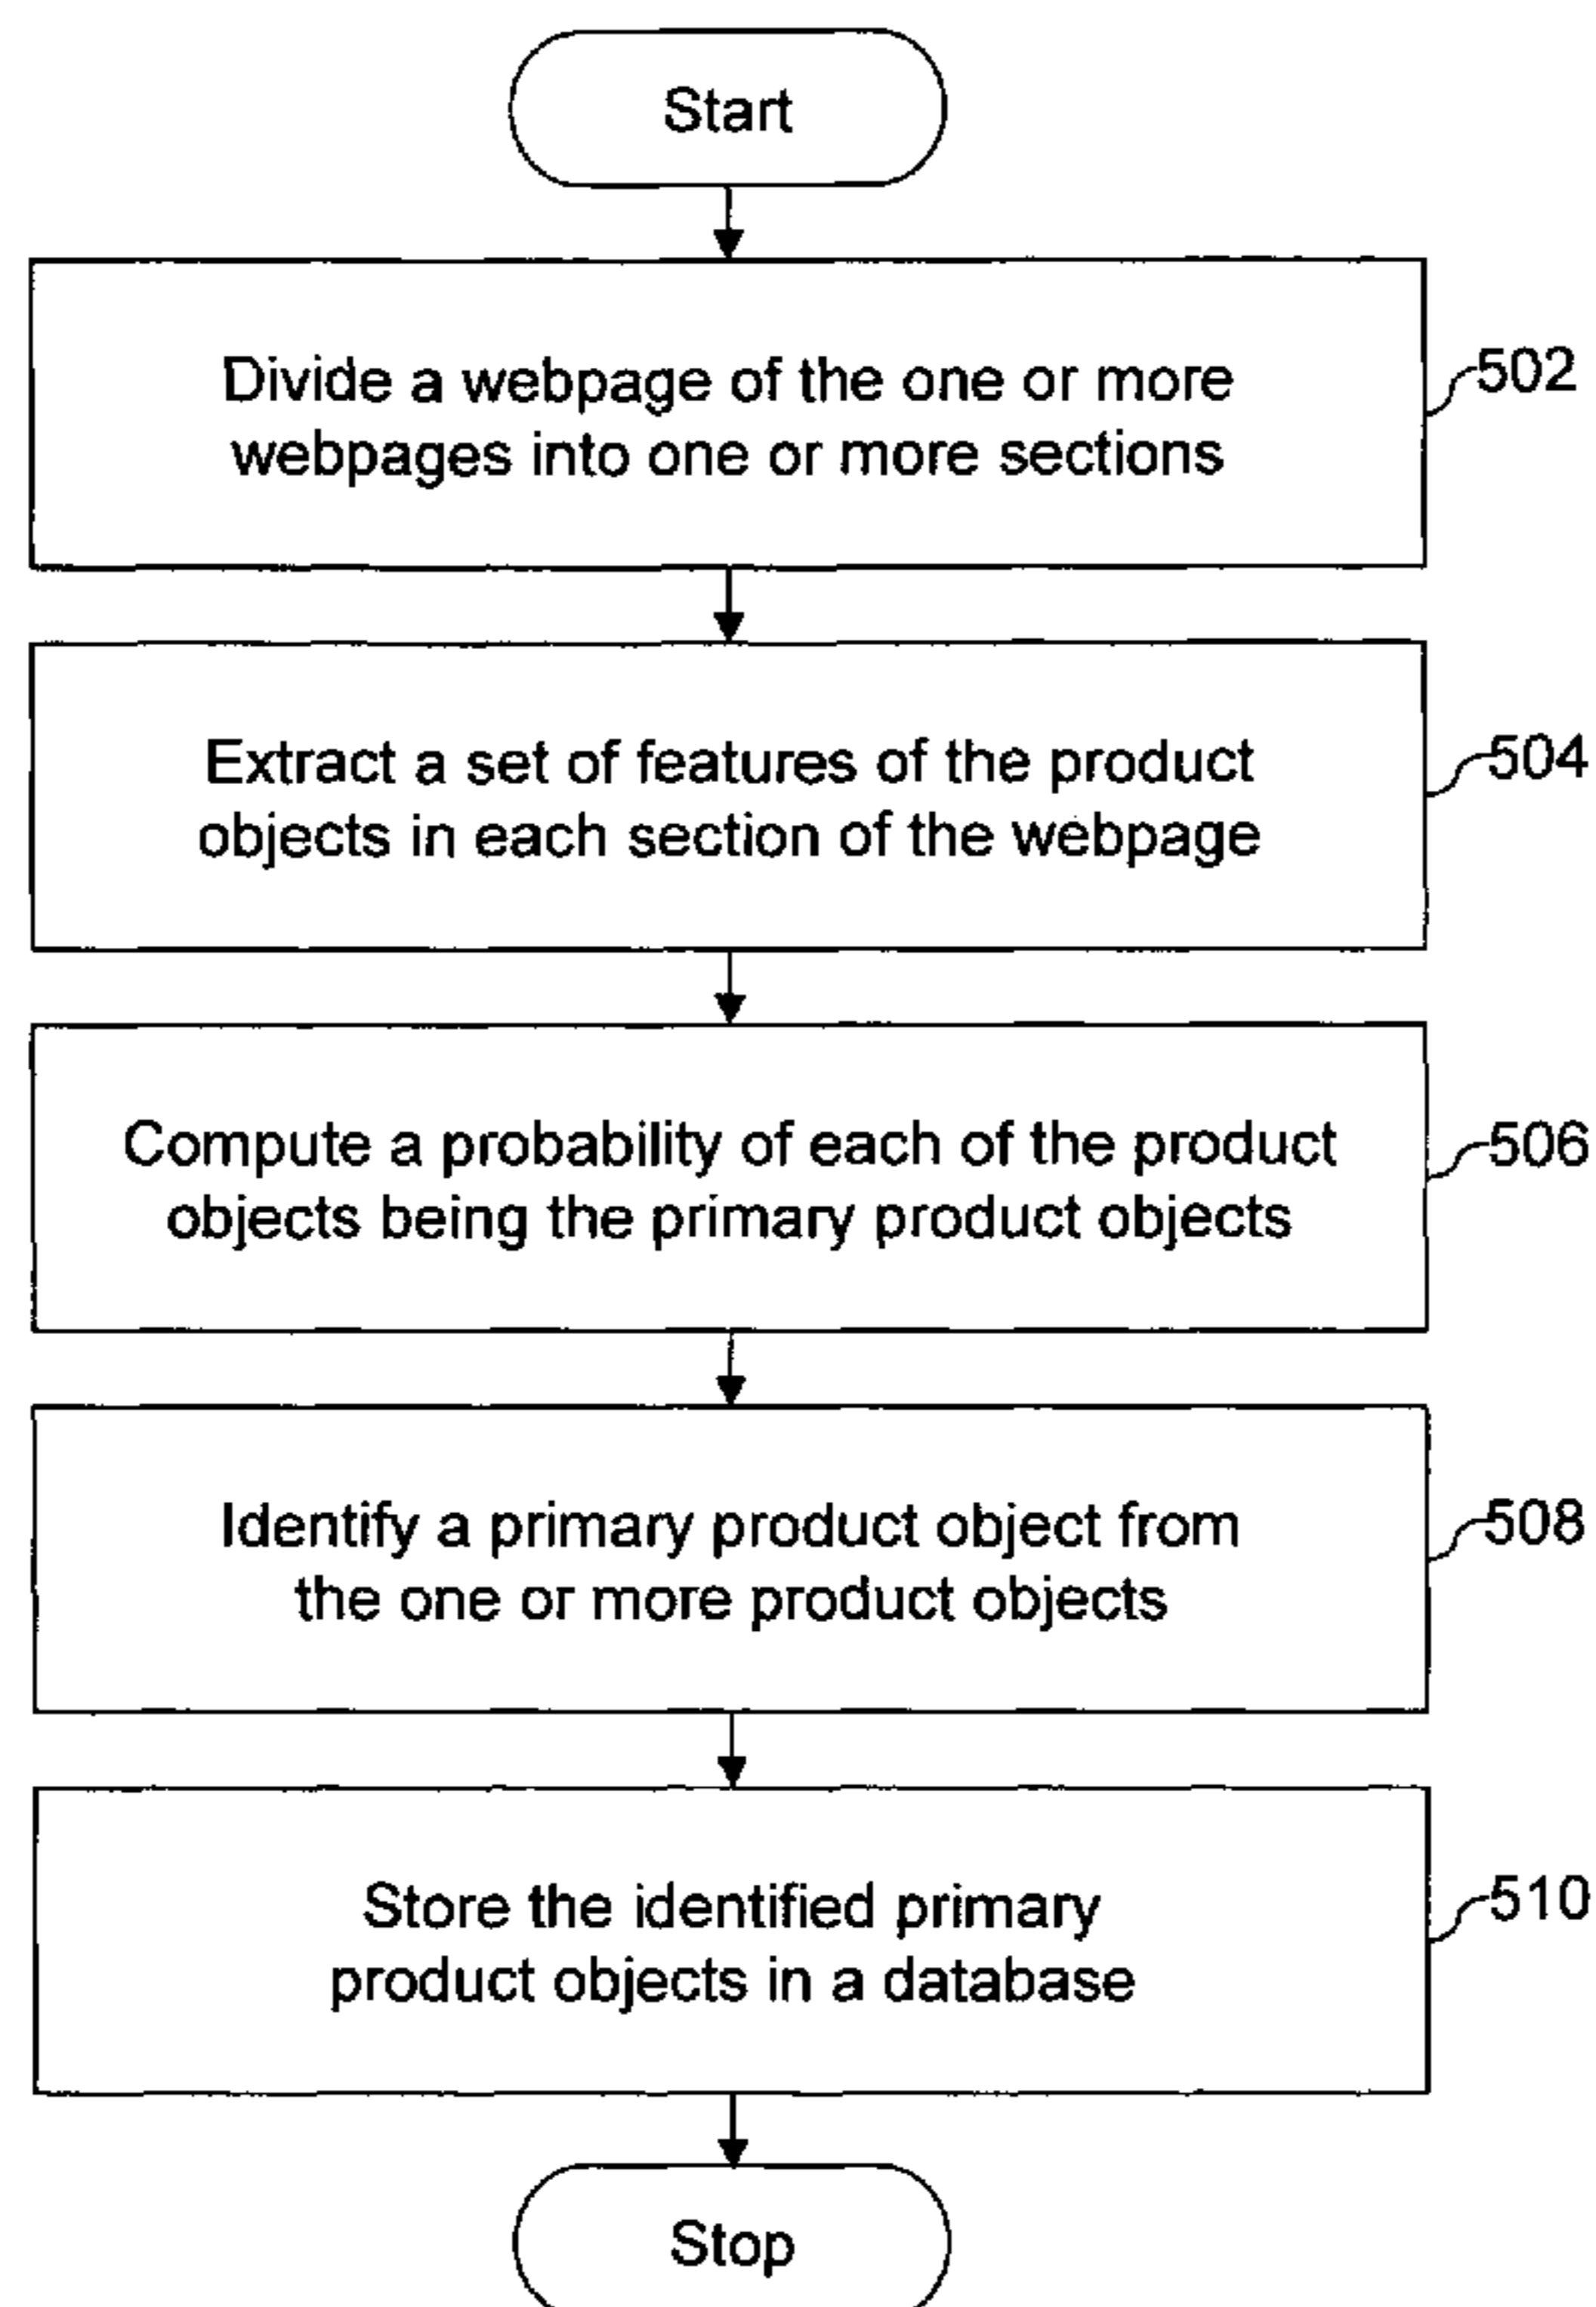 Start
Divide a webpage of the one or more
webpages into one or more sections
502
Extract a set of features of the product
objects in each section of the webpage
504
Compute a probability of each of the product
objects being the primary product objects
506
Identify a primary product object from
the one or more product objects
508
Store the identified primary
product objects in a database
510
Stop